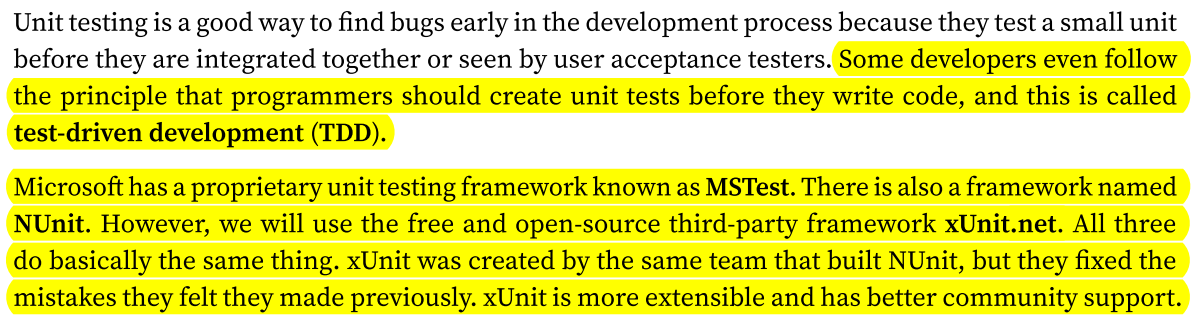 Unit testing is a good way to find bugs early in the development process because they test a small unit
before they are integrated together or seen by user acceptance testers. Some developers even follow
the principle that programmers should create unit tests before they write code, and this is called
test-driven development (TDD).
Microsoft has a proprietary unit testing framework known as MSTest. There is also a framework named
NUnit. However, we will use the free and open-source third-party framework xUnit.net. All three
do basically the same thing. xUnit was created by the same team that built NUnit, but they fixed the
mistakes they felt they made previously. xUnit is more extensible and has better community support.